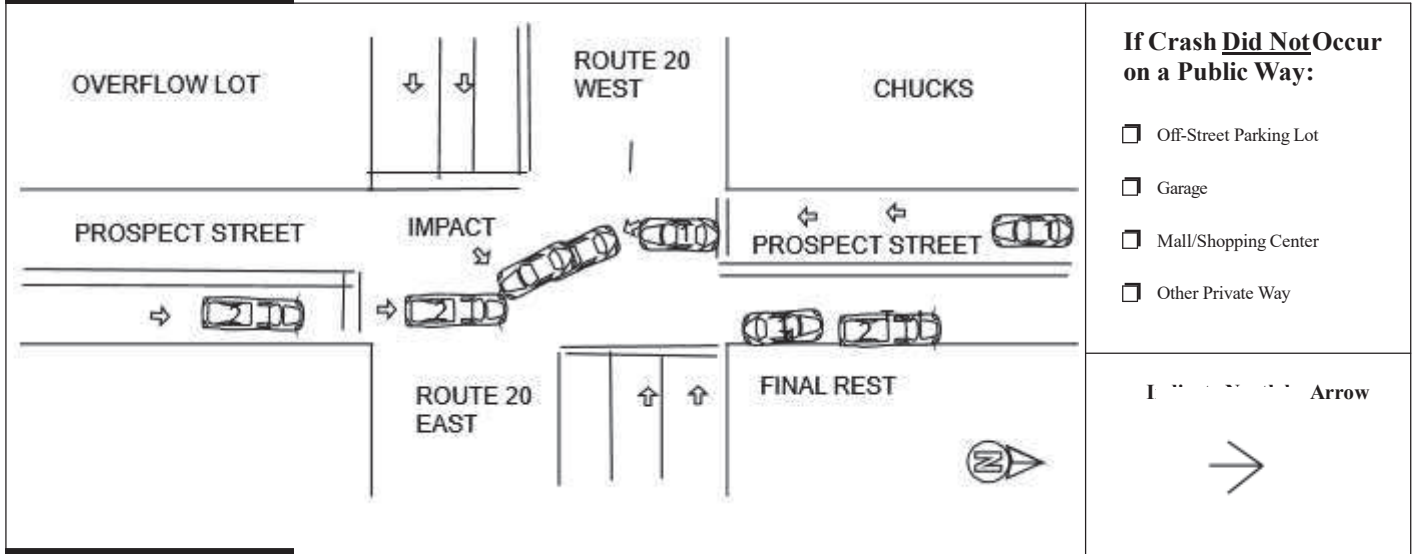 OVERFLOW LOT
ROUTE 20
WEST
CHUCKS
PROSPECT STREET
IMPACT
1
PROSPECT STREET
1
2
2
2
ROUTE 20
EAST
FINAL REST
N
If Crash Did Not Occur
on a Public Way:
Off-Street Parking Lot
Garage
Mall/Shopping Center
Other Private Way
Arrow